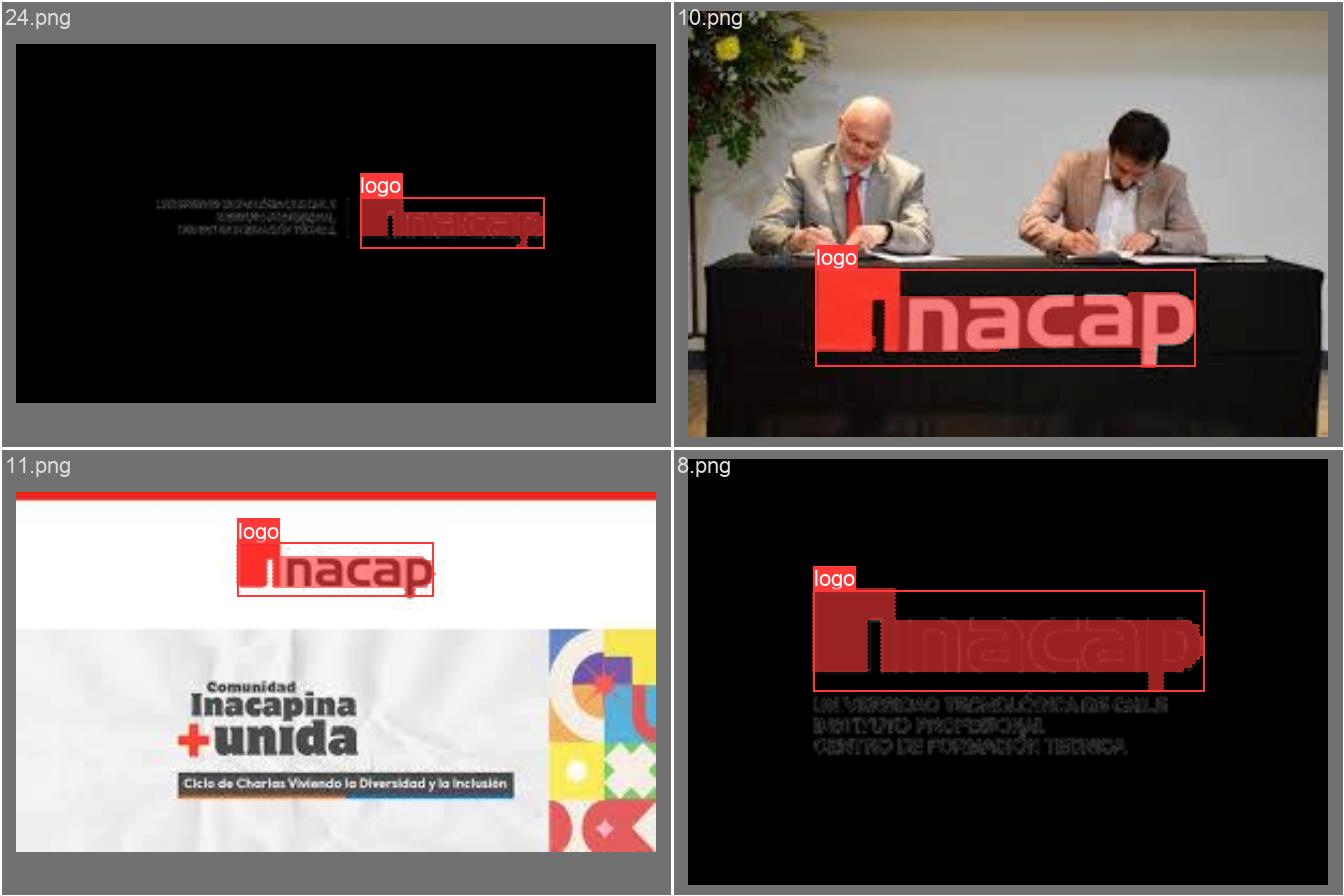 24.png
logo
inacap
10.png
logo
inacap
11.png
logo
inacap
Comunidad
Inacapina
+unida
Ciclo de Charlas Viviendo la Diversidad y la Inclusión
8.png
logo
inacap
UNIVERSIDAD TECNOLÓGICA DE CHILE
INSTITUTO PROFESIONAL
CENTRO DE FORMACIÓN TÉCNICA